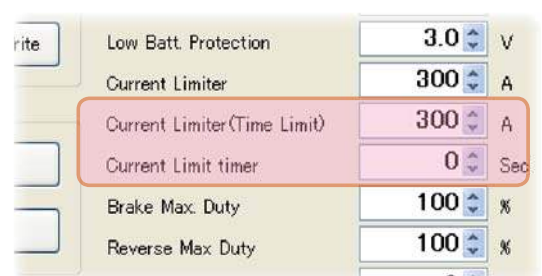 rite Low Batt. Protection 3.0 V
Current Limiter 300 A
Current Limiter(Time Limit) 300 A
Current Limit timer 0 Sec
Brake Max. Duty 100 %
Reverse Max Duty 100 %